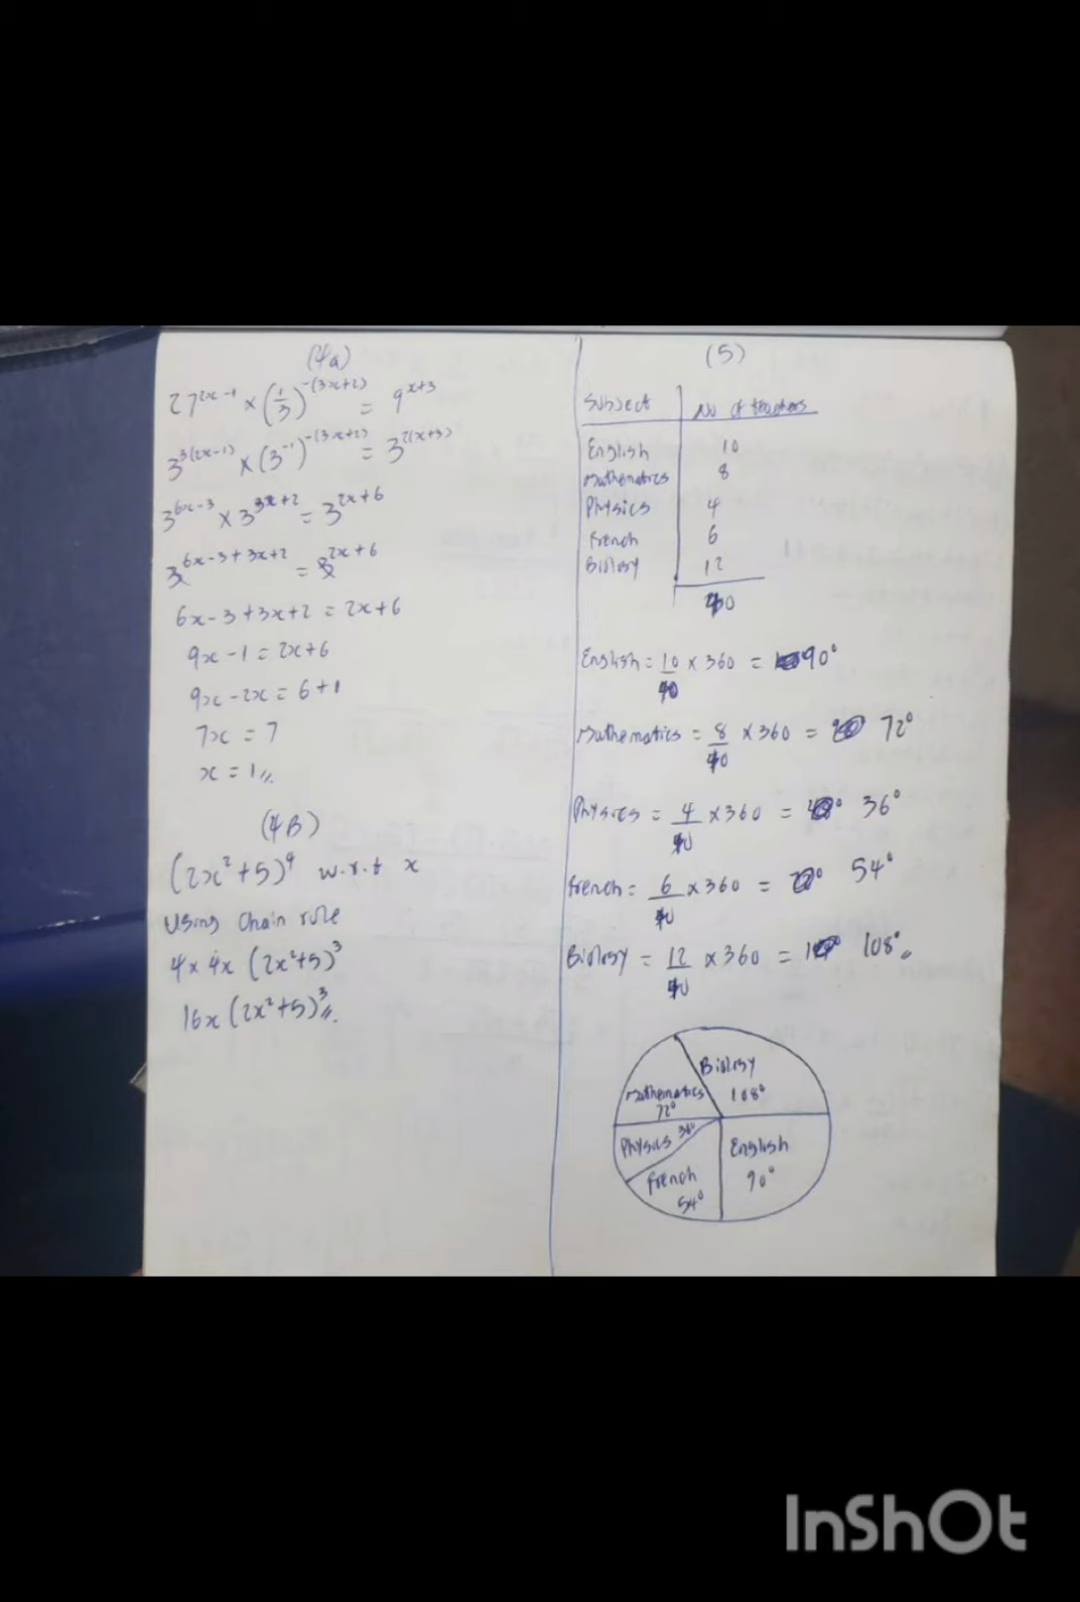 (4a)
27^{2x-1} × (1/3)^{-(3x+2)} = 9^{x+3}
3^{3(2x-1)} × (3^{-1})^{-(3x+2)} = 3^{2(x+3)}
3^{6x-3} × 3^{3x+2} = 3^{2x+6}
3^{6x-3+3x+2} = 3^{2x+6}
6x-3+3x+2 = 2x+6
9x-1 = 2x+6
9x-2x = 6+1
7x = 7
x = 1//
(4B)
(2x²+5)⁴ w.r.t x
Using Chain rule
4 × 4x (2x²+5)³
16x (2x²+5)³//.
(5)
Subject No of teachers
English 10
Mathematics 8
Physics 4
French 6
Biology 12
40
English = 10/40 × 360 = 90°
Mathematics = 8/40 × 360 = 72°
Physics = 4/40 × 360 = 36°
French = 6/40 × 360 = 54°
Biology = 12/40 × 360 = 108°//
Biology
108°
Mathematics
72°
Physics 36°
English
90°
French
54°
InShOt